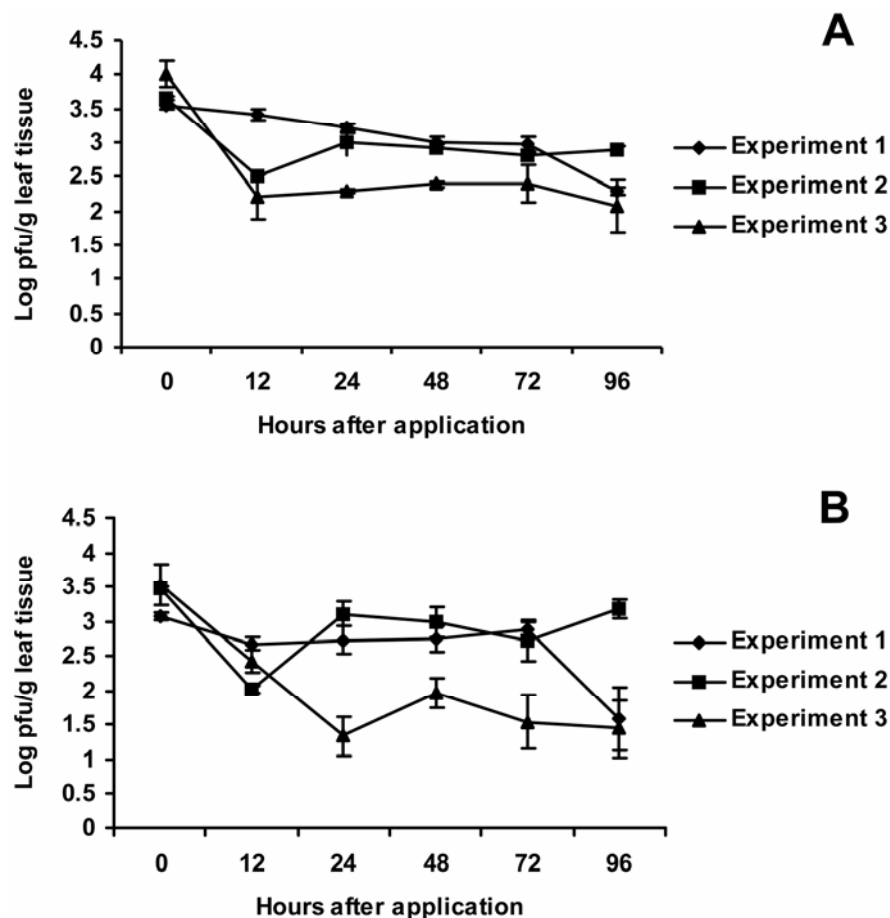 A
4.5
4
3.5
3
2.5
2
1.5
1
0.5
0
Log pfu/g leaf tissue
0 12 24 48 72 96
Hours after application
Experiment 1
Experiment 2
Experiment 3
B
4.5
4
3.5
3
2.5
2
1.5
1
0.5
0
Log pfu/g leaf tissue
0 12 24 48 72 96
Hours after application
Experiment 1
Experiment 2
Experiment 3